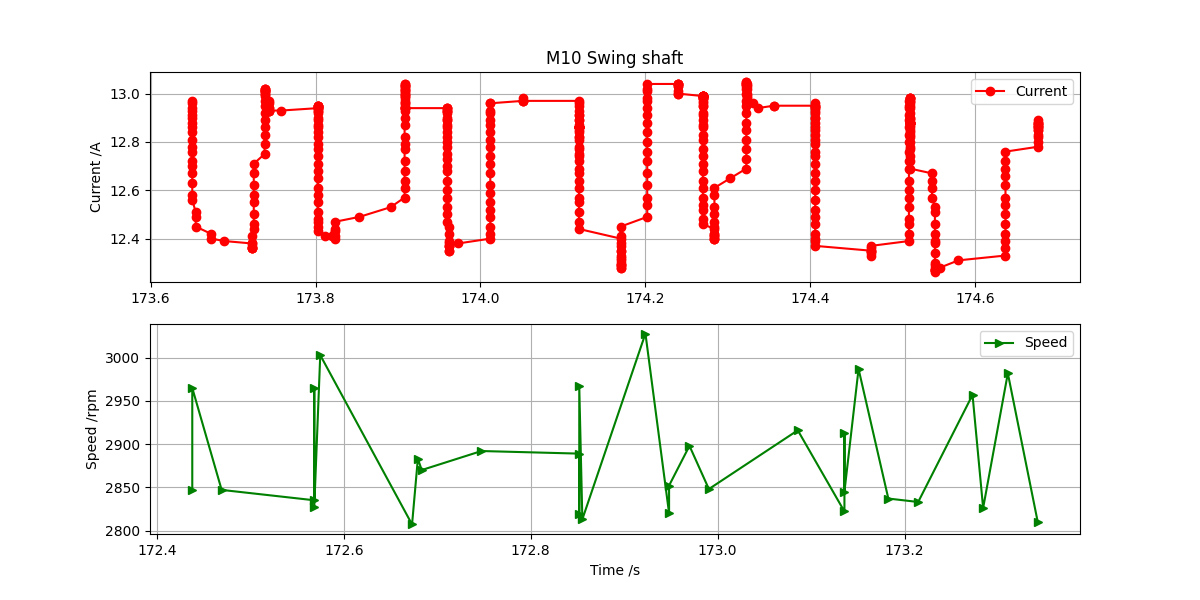 M10 Swing shaft
Current /A
13.0
12.8
12.6
12.4
Current
173.6 173.8 174.0 174.2 174.4 174.6
Speed /rpm
3000
2950
2900
2850
2800
Speed
172.4 172.6 172.8 173.0 173.2
Time /s